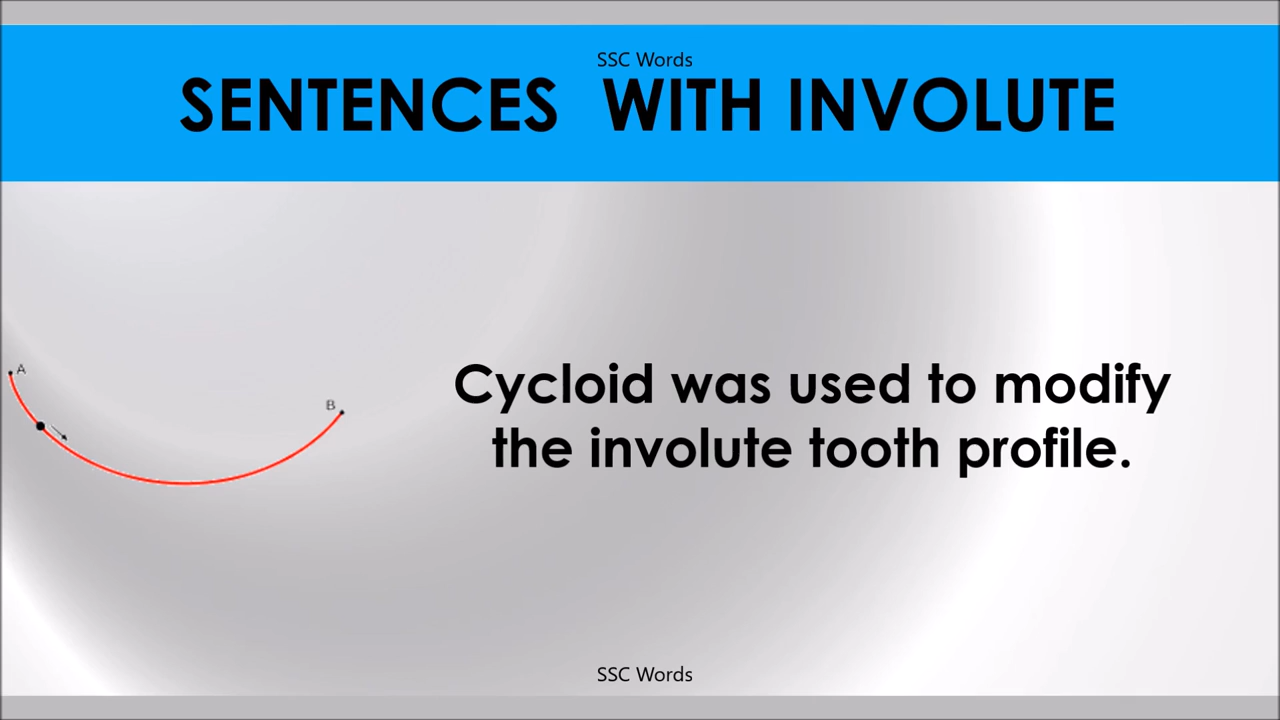 SSC Words
SENTENCES WITH INVOLUTE
A
B
Cycloid was used to modify
the involute tooth profile.
SSC Words